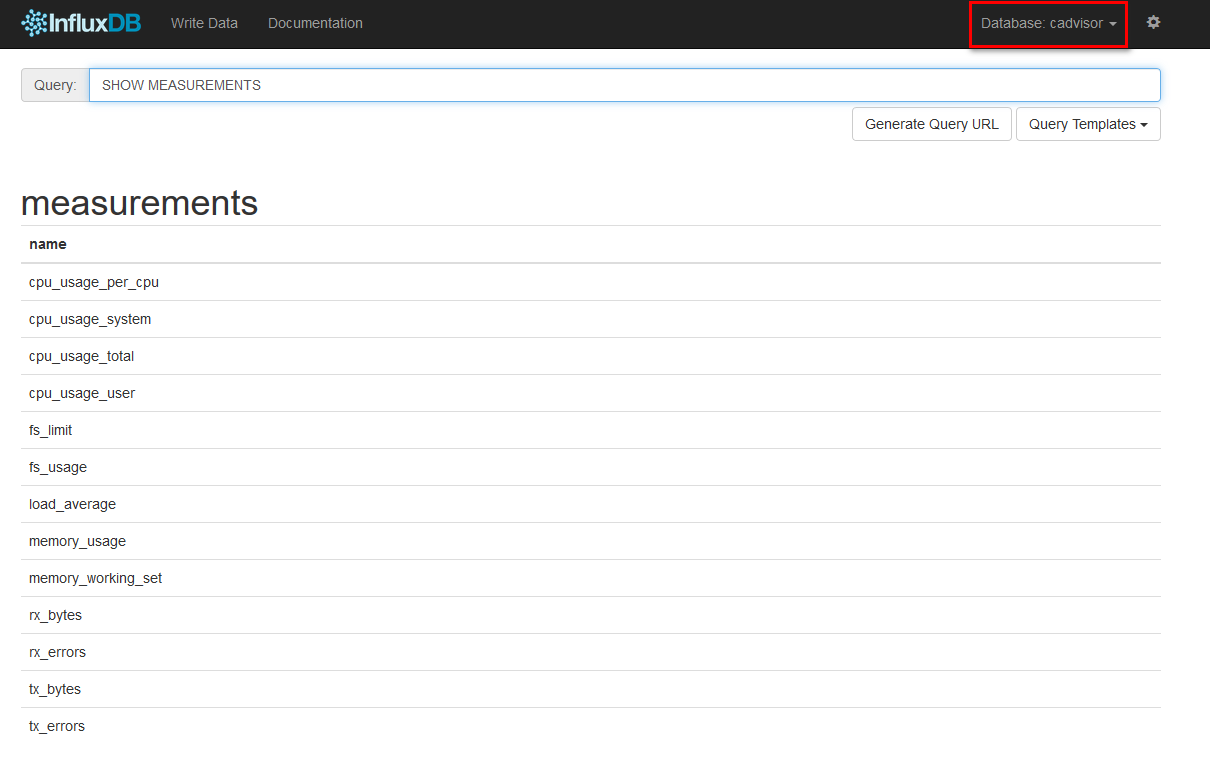 InfluxDB Write Data Documentation Database: cadvisor
Query: SHOW MEASUREMENTS
Generate Query URL Query Templates
measurements
name
cpu_usage_per_cpu
cpu_usage_system
cpu_usage_total
cpu_usage_user
fs_limit
fs_usage
load_average
memory_usage
memory_working_set
rx_bytes
rx_errors
tx_bytes
tx_errors